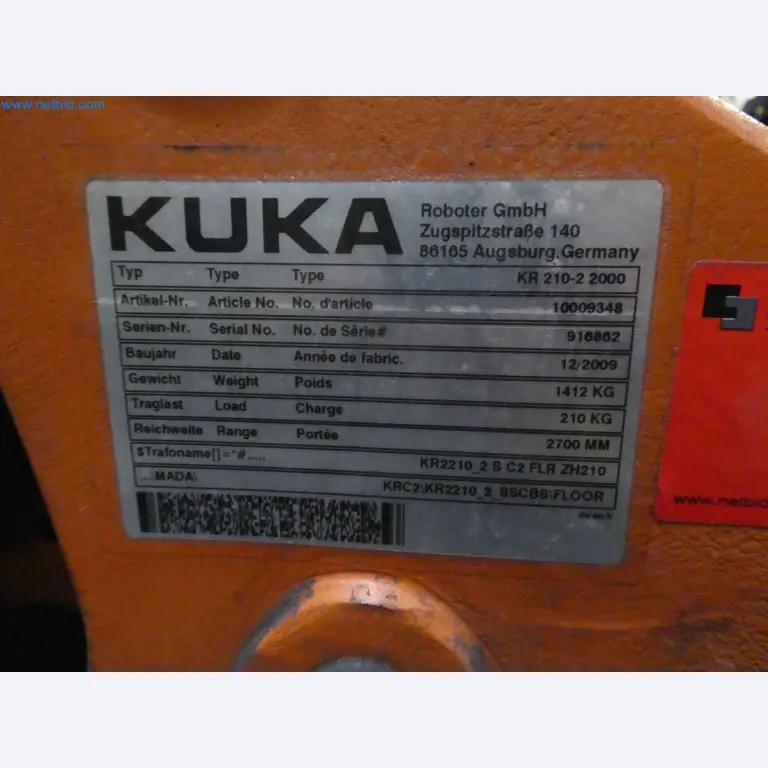 www.netbid.com
KUKA
Roboter GmbH
Zugspitzstraße 140
86165 Augsburg,Germany
Typ Type Type KR 210-2 2000
Artikel-Nr. Article No. No. d'article 10009348
Serien-Nr. Serial No. No. de Série# 916862
Baujahr Date Année de fabric. 12/2009
Gewicht Weight Poids 1412 KG
Traglast Load Charge 210 KG
Reichweite Range Portée 2700 MM
$Trafoname[]="#..... KR2210_2 S C2 FLR ZH210
...MADA\ KRC2\KR2210_2_SSCBS\FLOOR
www.netbid